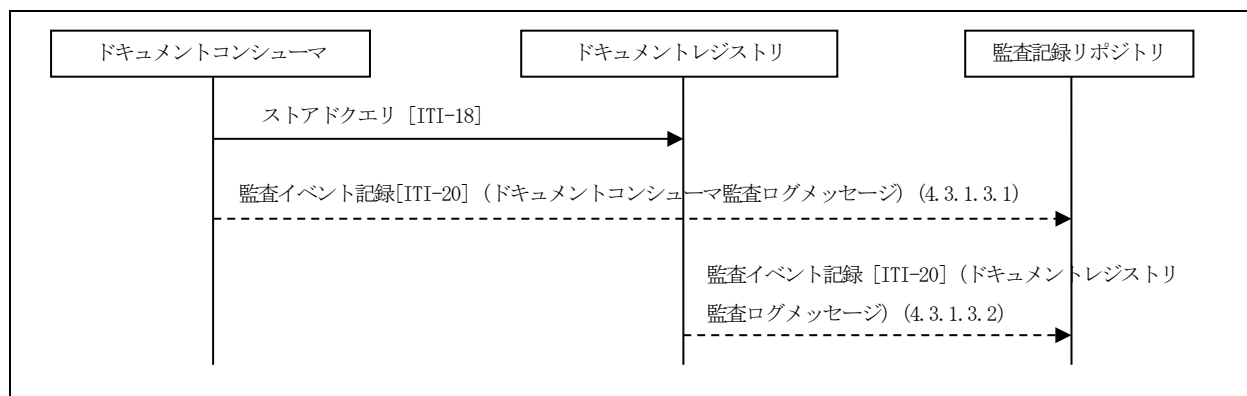 ドキュメントコンシューマ
ドキュメントレジストリ
監査記録リポジトリ
ストアドクエリ [ITI-18]
監査イベント記録[ITI-20] (ドキュメントコンシューマ監査ログメッセージ) (4.3.1.3.1)
監査イベント記録 [ITI-20] (ドキュメントレジストリ
監査ログメッセージ) (4.3.1.3.2)